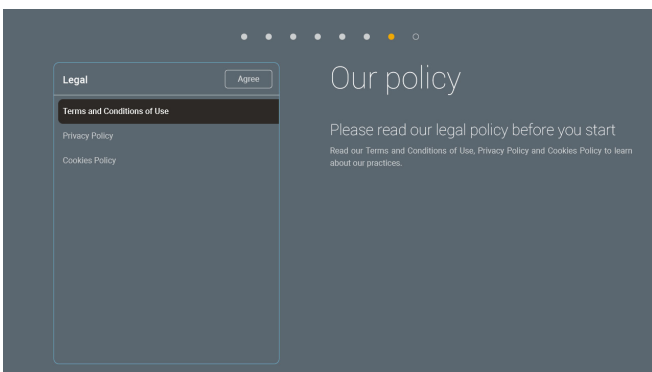 Legal
Agree
Terms and Conditions of Use
Privacy Policy
Cookies Policy
Our policy
Please read our legal policy before you start
Read our Terms and Conditions of Use, Privacy Policy and Cookies Policy to learn
about our practices.